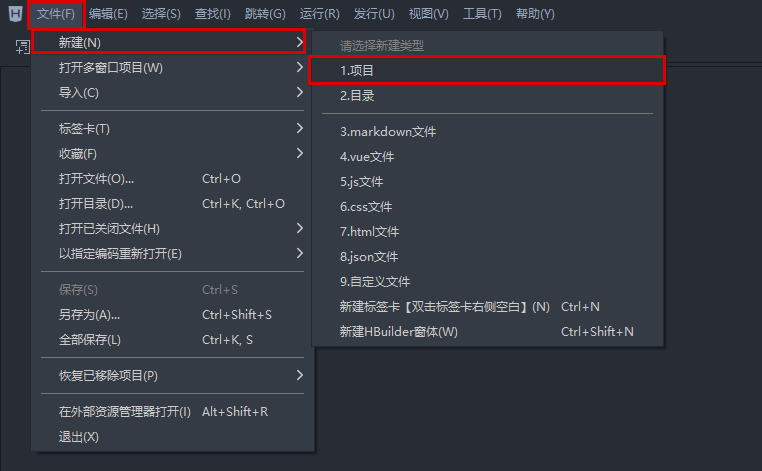 H 文件(F) 编辑(E) 选择(S) 查找(I) 跳转(G) 运行(R) 发行(U) 视图(V) 工具(T) 帮助(Y)
新建(N)
打开多窗口项目(W)
导入(C)
标签卡(T)
收藏(F)
打开文件(O)... Ctrl+O
打开目录(D)... Ctrl+K, Ctrl+O
打开已关闭文件(H)
以指定编码重新打开(E)
保存(S) Ctrl+S
另存为(A)... Ctrl+Shift+S
全部保存(L) Ctrl+K, S
恢复已移除项目(P)
在外部资源管理器打开(I) Alt+Shift+R
退出(X)
请选择新建类型
1.项目
2.目录
3.markdown文件
4.vue文件
5.js文件
6.css文件
7.html文件
8.json文件
9.自定义文件
新建标签卡【双击标签卡右侧空白】(N) Ctrl+N
新建HBuilder窗体(W) Ctrl+Shift+N